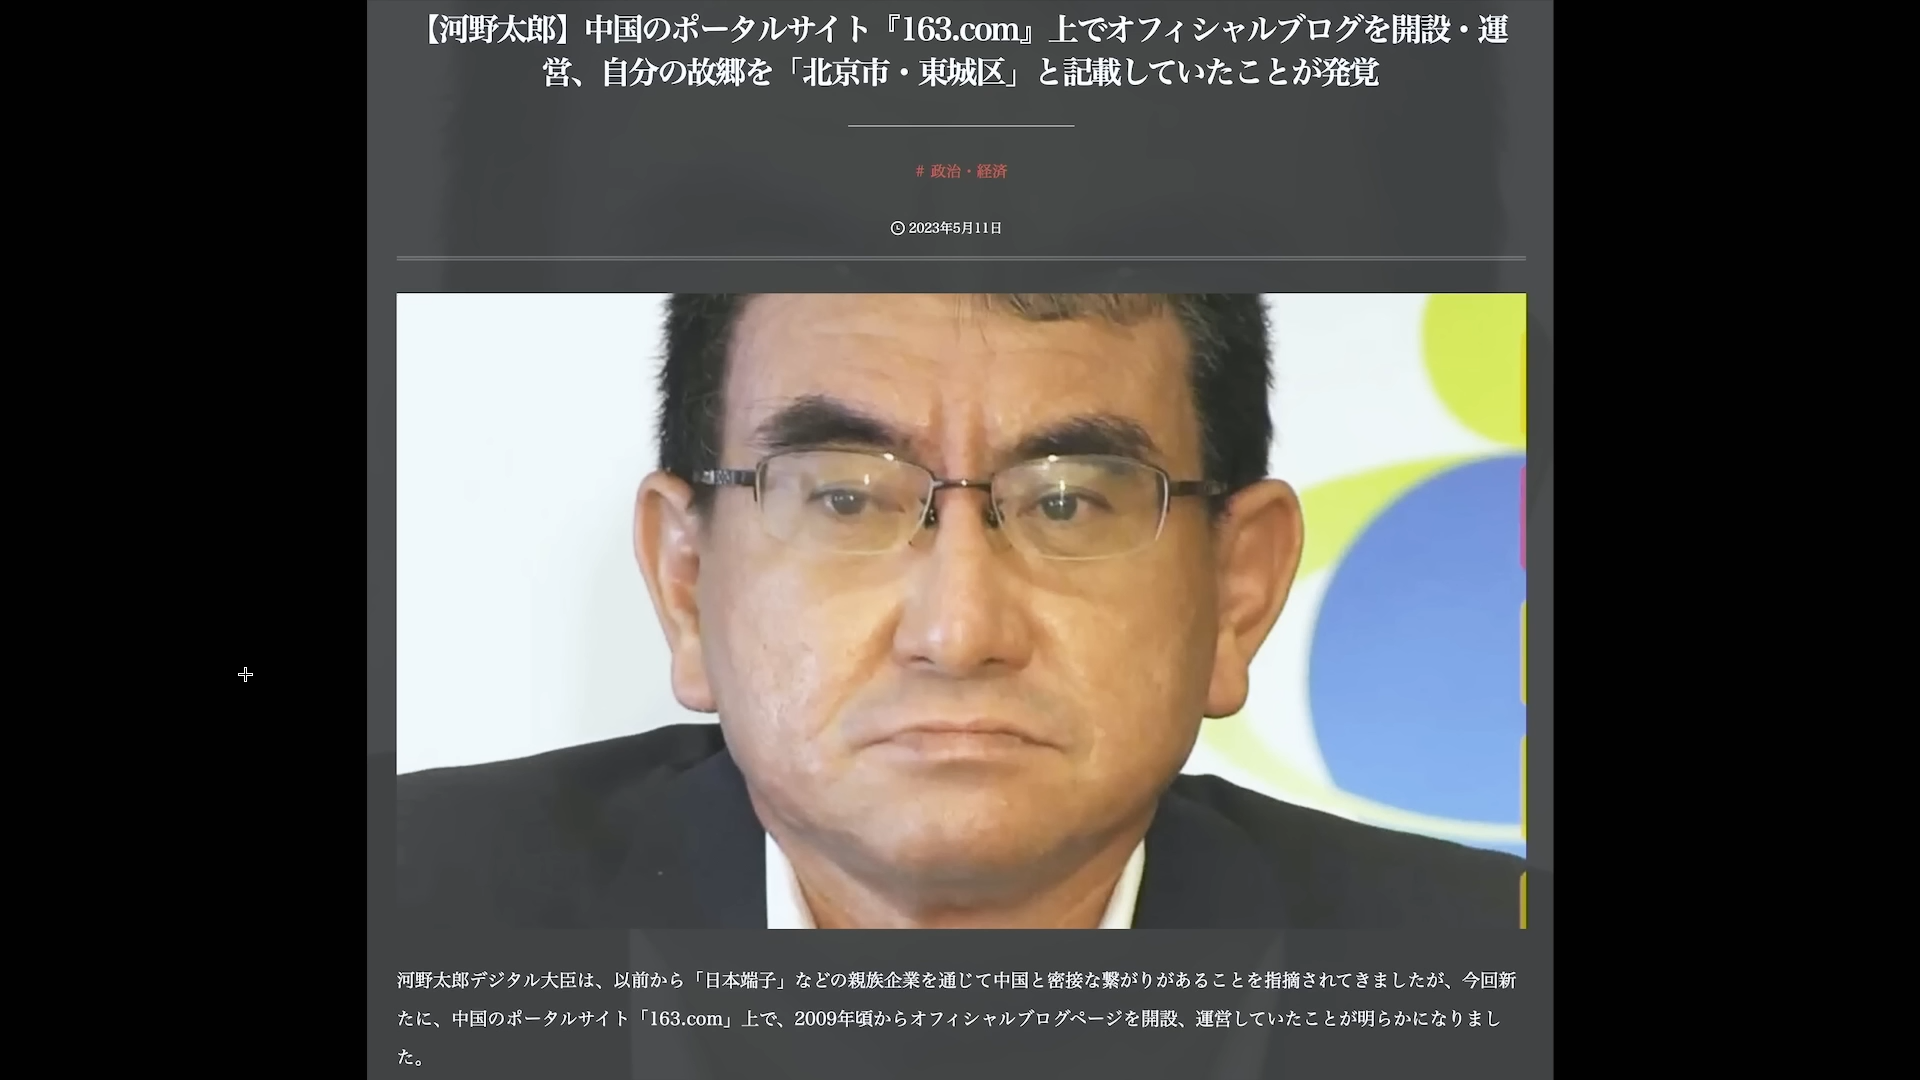 【河野太郎】中国のポータルサイト『163.com』上でオフィシャルブログを開設・運
営、自分の故郷を「北京市・東城区」と記載していたことが発覚
# 政治・経済
2023年5月11日
河野太郎デジタル大臣は、以前から「日本端子」などの親族企業を通じて中国と密接な繋がりがあることを指摘されてきましたが、今回新
たに、中国のポータルサイト「163.com」上で、2009年頃からオフィシャルブログページを開設、運営していたことが明らかになりまし
た。